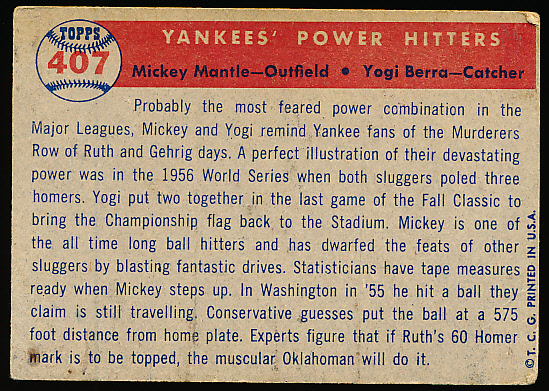 TOPPS
407
YANKEES' POWER HITTERS
Mickey Mantle—Outfield • Yogi Berra—Catcher
Probably the most feared power combination in the
Major Leagues, Mickey and Yogi remind Yankee fans of the Murderers
Row of Ruth and Gehrig days. A perfect illustration of their devastating
power was in the 1956 World Series when both sluggers poled three
homers. Yogi put two together in the last game of the Fall Classic to
bring the Championship flag back to the Stadium. Mickey is one of
the all time long ball hitters and has dwarfed the feats of other
sluggers by blasting fantastic drives. Statisticians have tape measures
ready when Mickey steps up. In Washington in '55 he hit a ball they
claim is still travelling. Conservative guesses put the ball at a 575
foot distance from home plate. Experts figure that if Ruth's 60 Homer
mark is to be topped, the muscular Oklahoman will do it.
© T. C. G. PRINTED IN U.S.A.